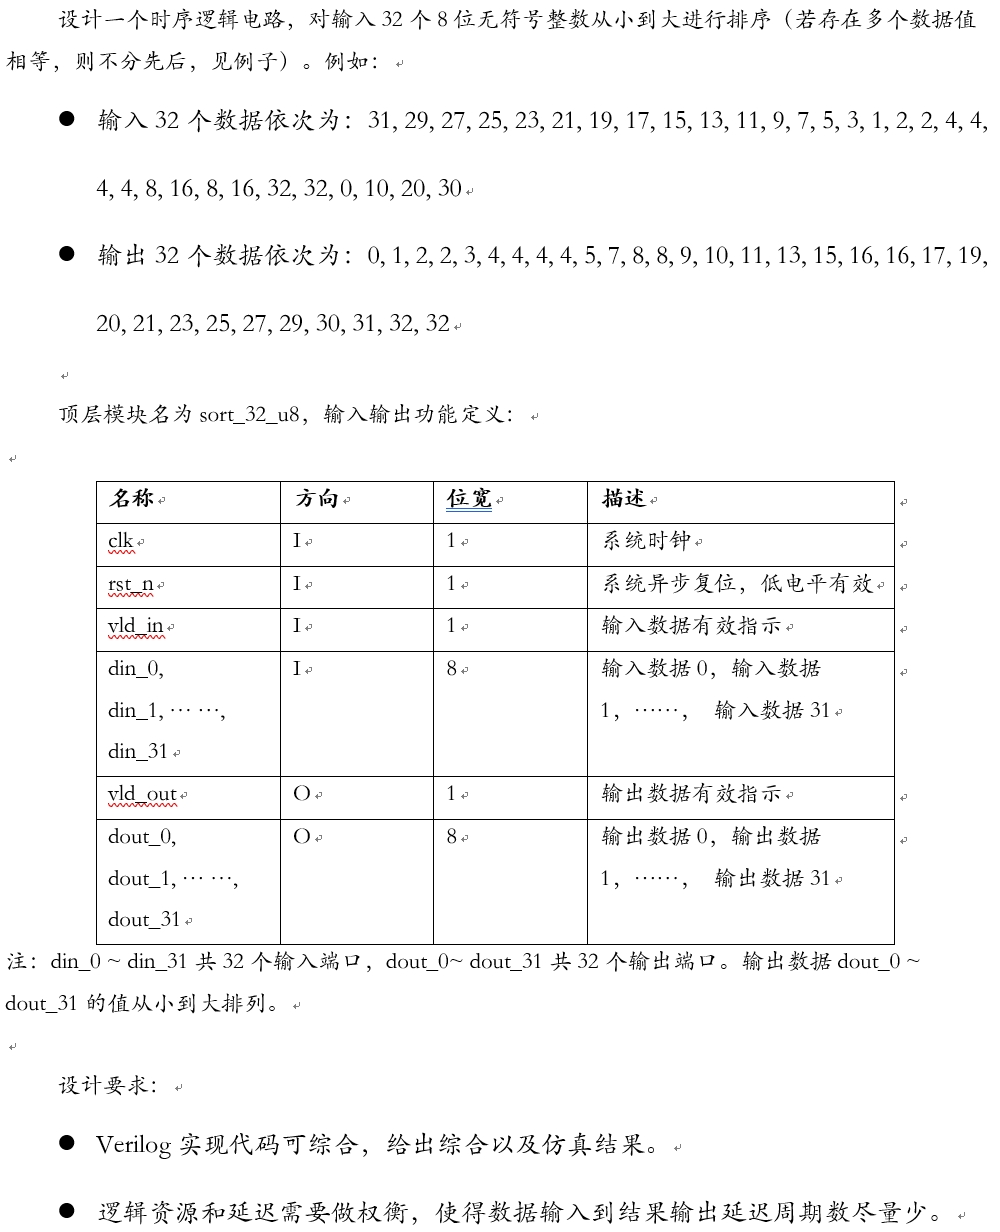 设计一个时序逻辑电路，对输入 32 个 8 位无符号整数从小到大进行排序（若存在多个数据值
相等，则不分先后，见例子）。例如：
● 输入 32 个数据依次为：31, 29, 27, 25, 23, 21, 19, 17, 15, 13, 11, 9, 7, 5, 3, 1, 2, 2, 4, 4,
4, 4, 8, 16, 8, 16, 32, 32, 0, 10, 20, 30
● 输出 32 个数据依次为：0, 1, 2, 2, 3, 4, 4, 4, 4, 5, 7, 8, 8, 9, 10, 11, 13, 15, 16, 16, 17, 19,
20, 21, 23, 25, 27, 29, 30, 31, 32, 32
顶层模块名为 sort_32_u8，输入输出功能定义：
名称 方向 位宽 描述
clk I 1 系统时钟
rst_n I 1 系统异步复位，低电平有效
vld_in I 1 输入数据有效指示
din_0, I 8 输入数据 0，输入数据
din_1, ⋯ ⋯, 1，⋯⋯， 输入数据 31
din_31
vld_out O 1 输出数据有效指示
dout_0, O 8 输出数据 0，输出数据
dout_1, ⋯ ⋯, 1，⋯⋯， 输出数据 31
dout_31
注：din_0 ~ din_31 共 32 个输入端口，dout_0~ dout_31 共 32 个输出端口。输出数据 dout_0 ~
dout_31 的值从小到大排列。
设计要求：
● Verilog 实现代码可综合，给出综合以及仿真结果。
● 逻辑资源和延迟需要做权衡，使得数据输入到结果输出延迟周期数尽量少。